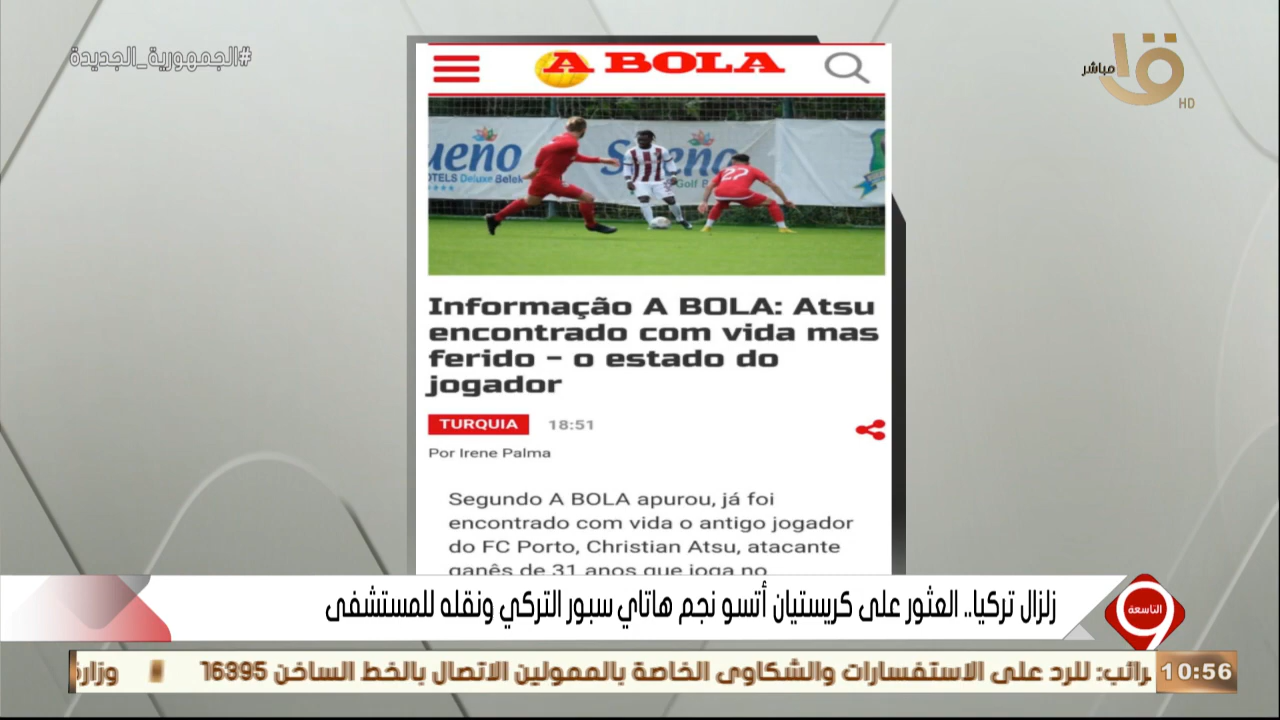 #الجمهورية_الجديدة
مباشر
HD
A BOLA
Sueno
HOTELS Deluxe Belek
Golf
27
Informação A BOLA: Atsu
encontrado com vida mas
ferido – o estado do
jogador
TURQUIA 18:51
Por Irene Palma
Segundo A BOLA apurou, já foi
encontrado com vida o antigo jogador
do FC Porto, Christian Atsu, atacante
ganês de 31 anos que joga no
زلزال تركيا.. العثور على كريستيان أتسو نجم هاتاي سبور التركي ونقله للمستشفى
التاسعة
9
رائب: للرد على الاستفسارات والشكاوى الخاصة بالممولين الاتصال بالخط الساخن 16395
10:56